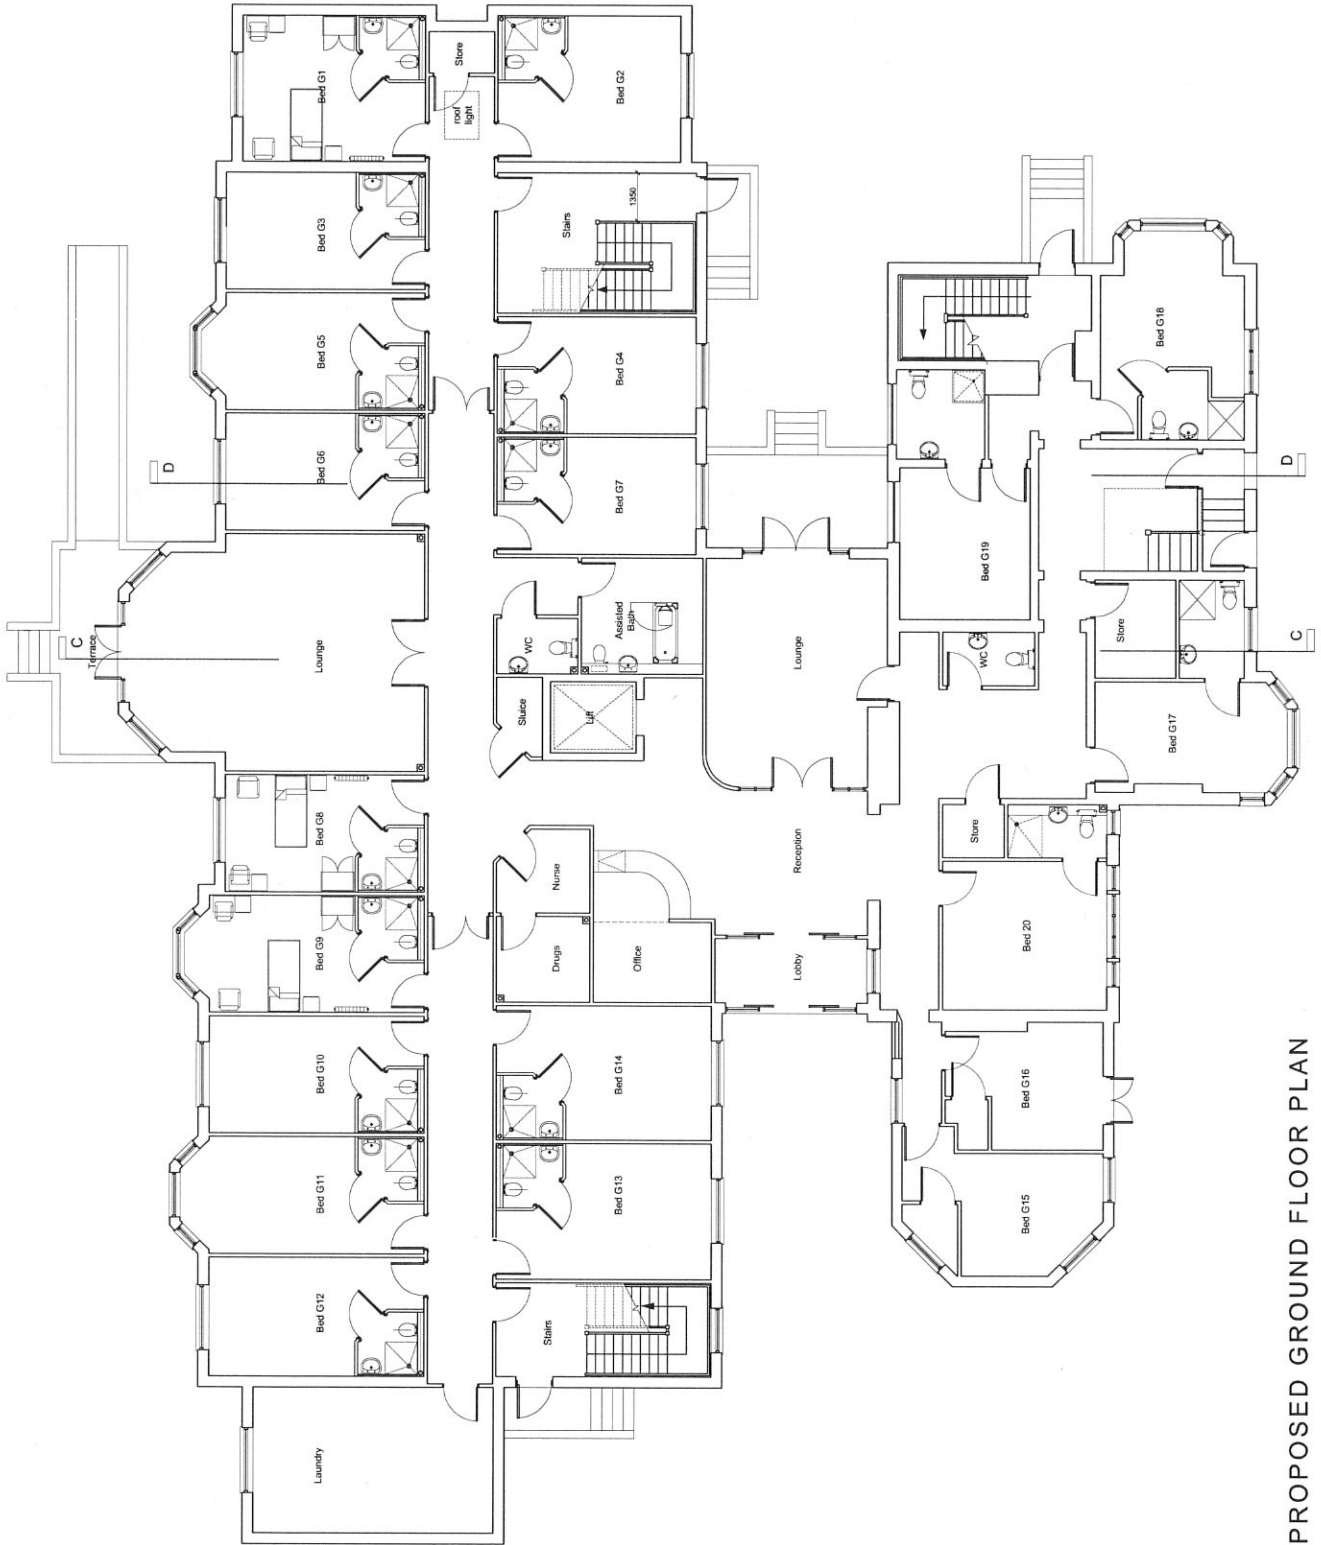 Bed G1
Store
roof
light
Bed G2
Bed G3
Stairs
1350
Bed G5
Bed G4
Bed G6
Bed G7
D
C
Terrace
Lounge
WC
Assisted
Bath
Sluice
Lift
Lounge
Bed G8
Nurse
Reception
Bed G9
Drugs
Office
Lobby
Bed G10
Bed G14
Bed G11
Bed G13
Bed G12
Stairs
Laundry
Bed G18
Bed G19
D
WC
Store
C
Bed G17
Store
Bed 20
Bed G16
Bed G15
PROPOSED GROUND FLOOR PLAN